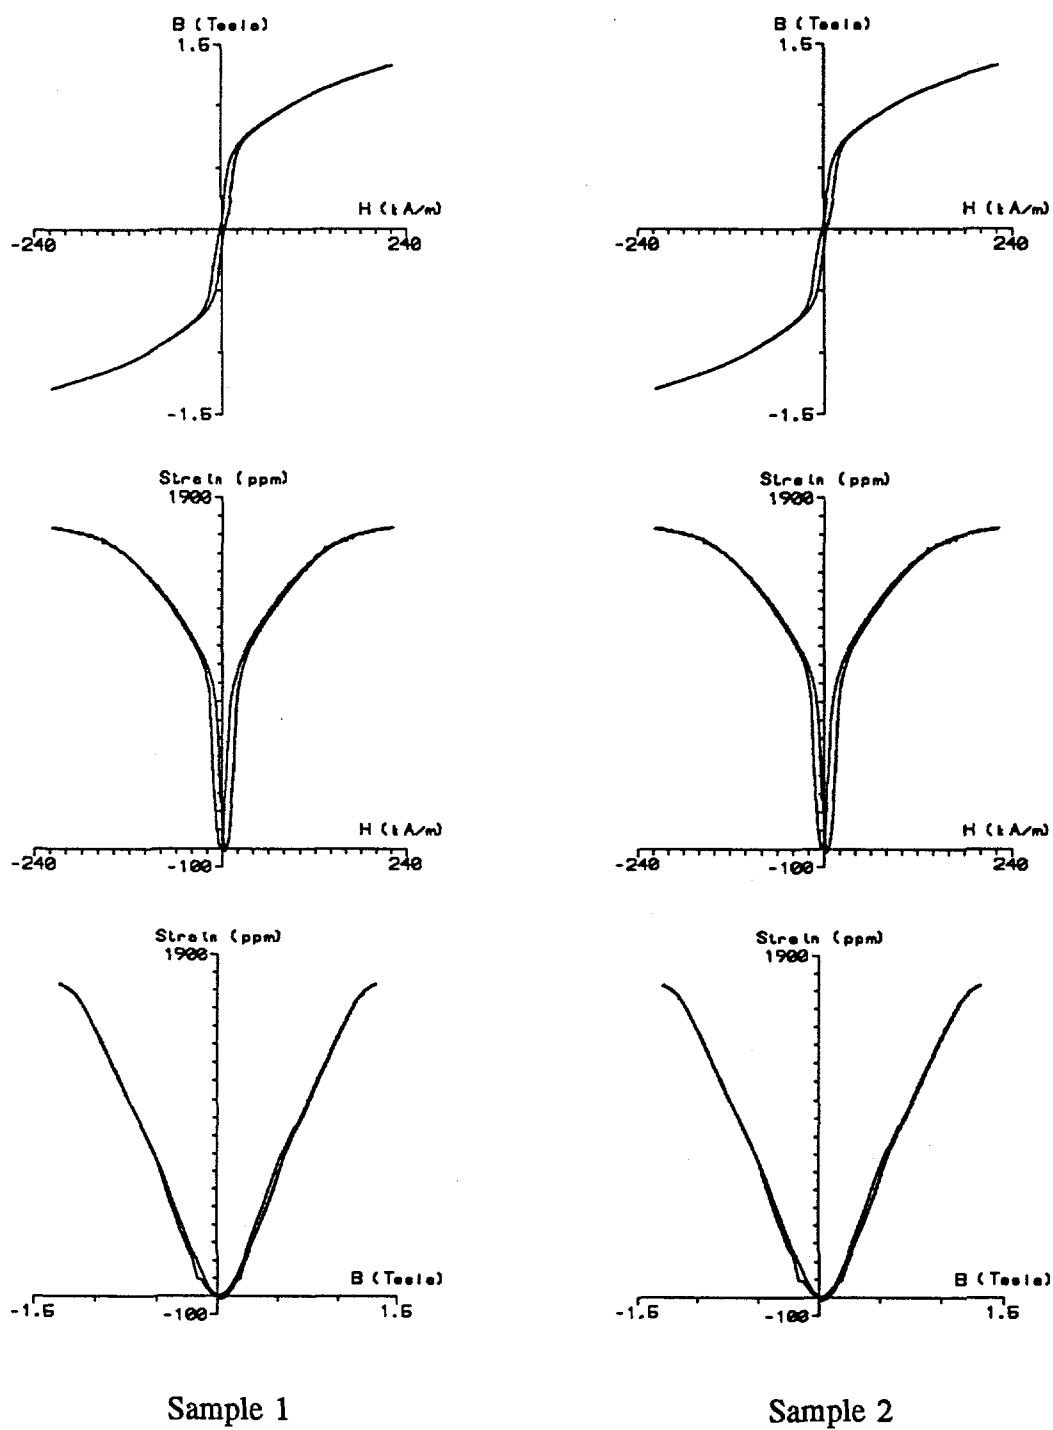 B (Tesla)
1.5
H (kA/m)
-240
240
-1.5
B (Tesla)
1.5
H (kA/m)
-240
240
-1.5
Strain (ppm)
1900
H (kA/m)
-240
-100
240
Strain (ppm)
1900
H (kA/m)
-240
-100
240
Strain (ppm)
1900
B (Tesla)
-1.5
-100
1.5
Strain (ppm)
1900
B (Tesla)
-1.5
-100
1.5
Sample 1
Sample 2